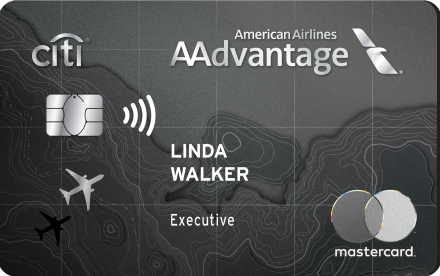 citi
American Airlines
AAdvantage
LINDA
WALKER
Executive
mastercard.